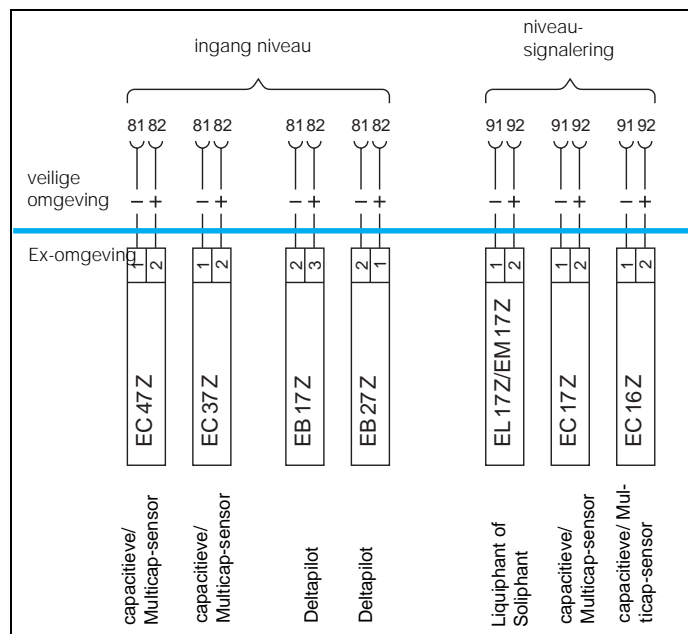 ingang niveau
niveau-
signalering
81 82 81 82 81 82 81 82 91 92 91 92 91 92
veilige
omgeving
− + − + − + − + − + − + − +
Ex-omgeving
1 2 1 2 2 3 2 1 1 2 1 2 1 2
EC 47 Z
EC 37 Z
EB 17 Z
EB 27 Z
EL 17 Z/EM 17 Z
EC 17 Z
EC 16 Z
capacitieve/
Multicap-sensor
capacitieve/
Multicap-sensor
Deltapilot
Deltapilot
Liquiphant of
Soliphant
capacitieve/
Multicap-sensor
capacitieve/ Mul-
ticap-sensor